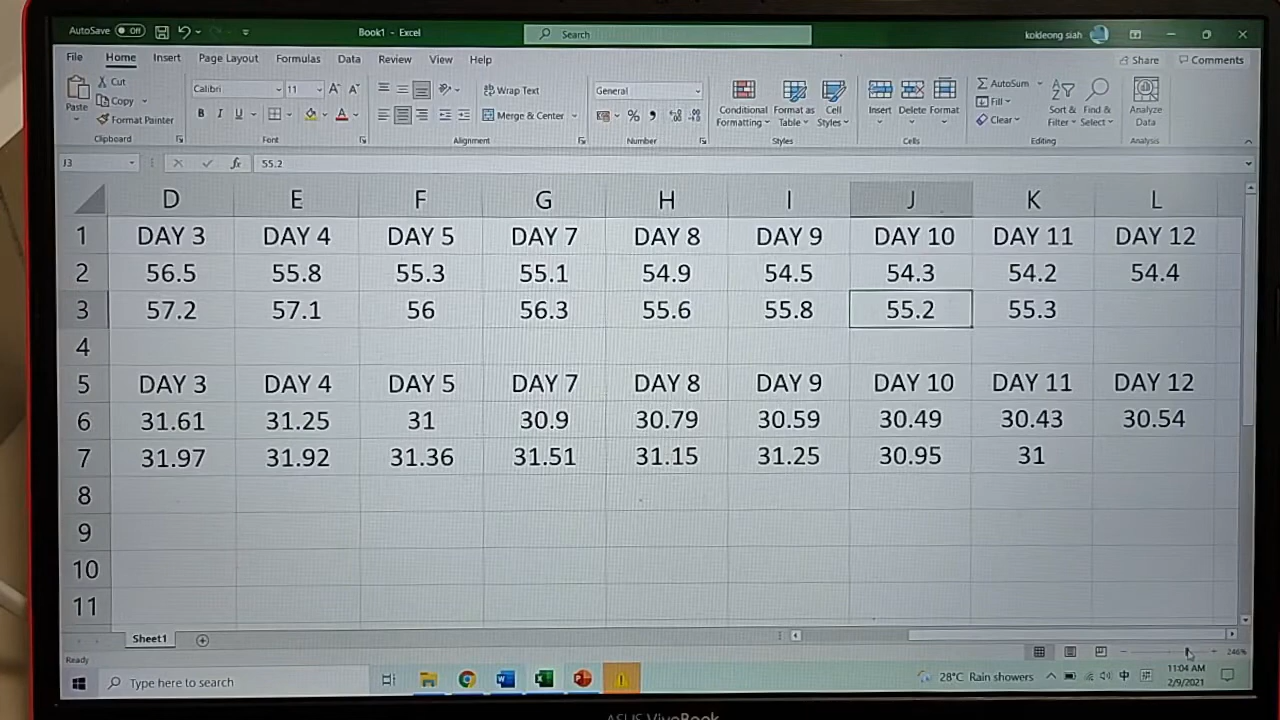 AutoSave Off Book1 - Excel Search kokleong siah
File Home Insert Page Layout Formulas Data Review View Help Share Comments
Paste Cut Copy Format Painter Clipboard
Calibri 11 A A B I U A Font
Wrap Text Merge & Center Alignment
General % Number
Conditional Formatting Format as Table Cell Styles Styles
Insert Delete Format Cells
AutoSum Fill Clear Sort & Filter Find & Select Editing
Analyze Data Analysis
J3 fx 55.2
D E F G H I J K L
1 DAY 3 DAY 4 DAY 5 DAY 7 DAY 8 DAY 9 DAY 10 DAY 11 DAY 12
2 56.5 55.8 55.3 55.1 54.9 54.5 54.3 54.2 54.4
3 57.2 57.1 56 56.3 55.6 55.8 55.2 55.3
4
5 DAY 3 DAY 4 DAY 5 DAY 7 DAY 8 DAY 9 DAY 10 DAY 11 DAY 12
6 31.61 31.25 31 30.9 30.79 30.59 30.49 30.43 30.54
7 31.97 31.92 31.36 31.51 31.15 31.25 30.95 31
8
9
10
11
Sheet1
Ready 246%
Type here to search 28°C Rain showers 中 拼 11:04 AM
2/9/2021
ASUS VivoBook